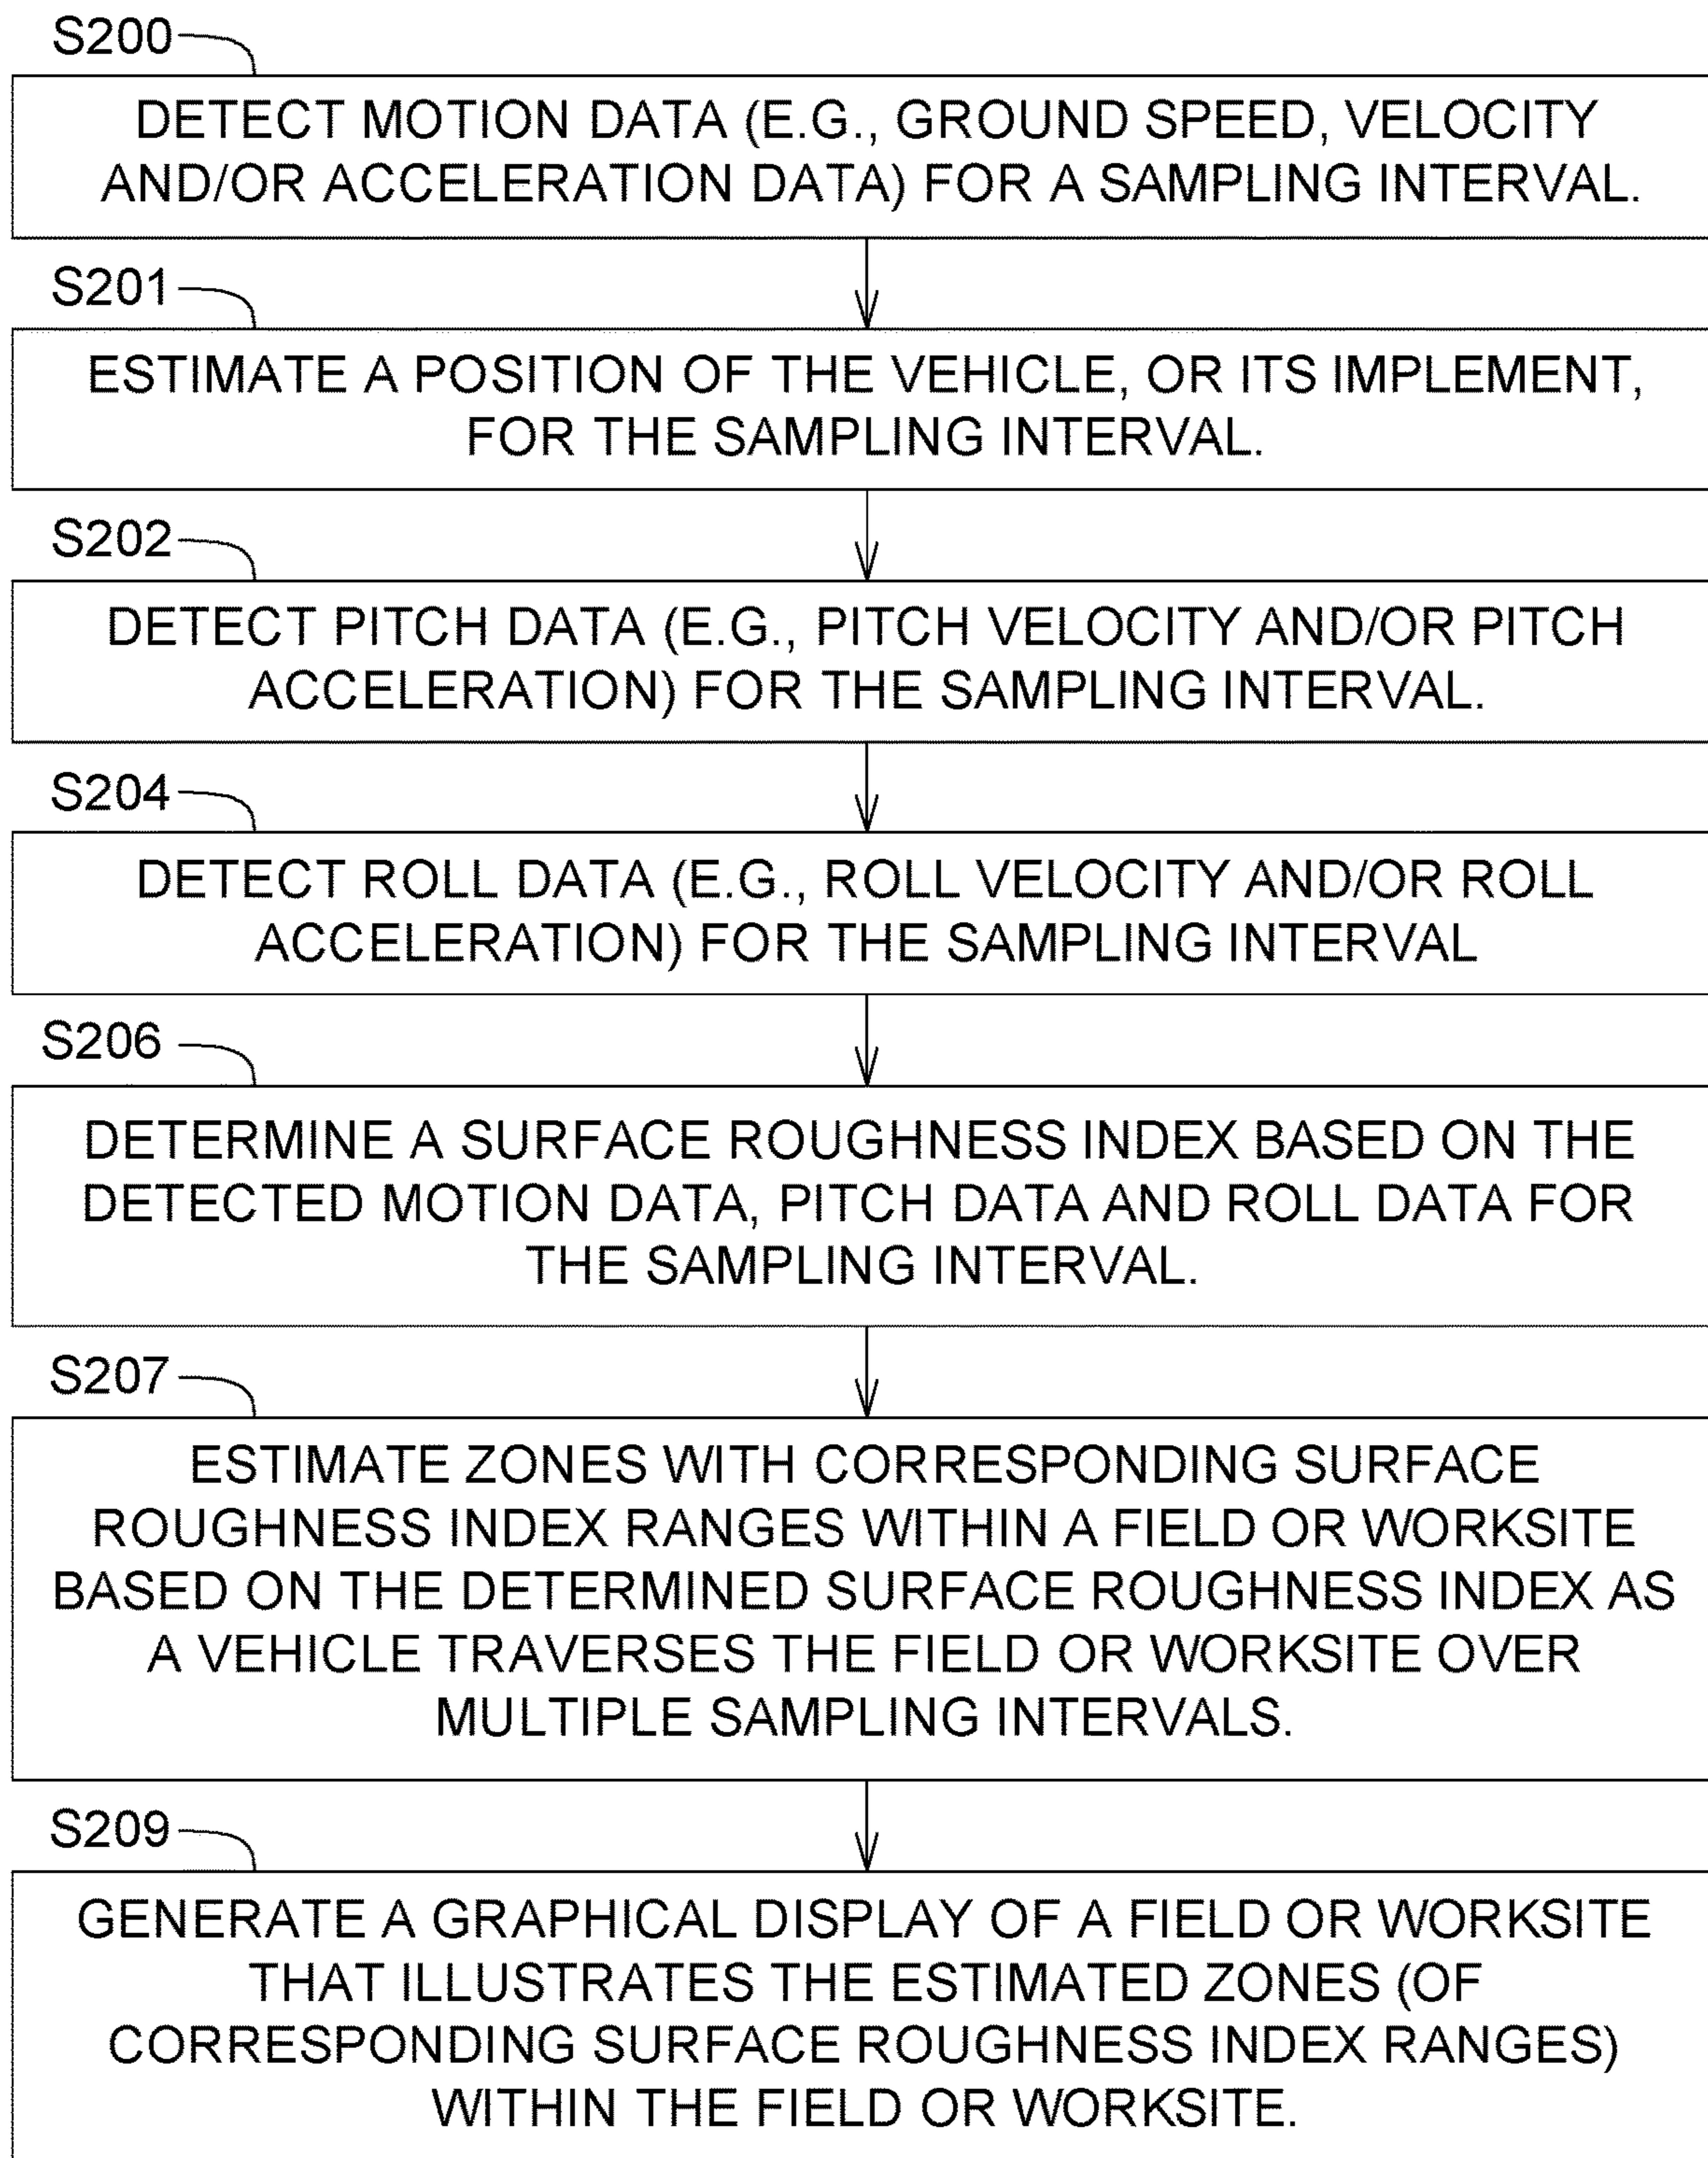 S200
DETECT MOTION DATA (E.G., GROUND SPEED, VELOCITY
AND/OR ACCELERATION DATA) FOR A SAMPLING INTERVAL.
S201
ESTIMATE A POSITION OF THE VEHICLE, OR ITS IMPLEMENT,
FOR THE SAMPLING INTERVAL.
S202
DETECT PITCH DATA (E.G., PITCH VELOCITY AND/OR PITCH
ACCELERATION) FOR THE SAMPLING INTERVAL.
S204
DETECT ROLL DATA (E.G., ROLL VELOCITY AND/OR ROLL
ACCELERATION) FOR THE SAMPLING INTERVAL
S206
DETERMINE A SURFACE ROUGHNESS INDEX BASED ON THE
DETECTED MOTION DATA, PITCH DATA AND ROLL DATA FOR
THE SAMPLING INTERVAL.
S207
ESTIMATE ZONES WITH CORRESPONDING SURFACE
ROUGHNESS INDEX RANGES WITHIN A FIELD OR WORKSITE
BASED ON THE DETERMINED SURFACE ROUGHNESS INDEX AS
A VEHICLE TRAVERSES THE FIELD OR WORKSITE OVER
MULTIPLE SAMPLING INTERVALS.
S209
GENERATE A GRAPHICAL DISPLAY OF A FIELD OR WORKSITE
THAT ILLUSTRATES THE ESTIMATED ZONES (OF
CORRESPONDING SURFACE ROUGHNESS INDEX RANGES)
WITHIN THE FIELD OR WORKSITE.